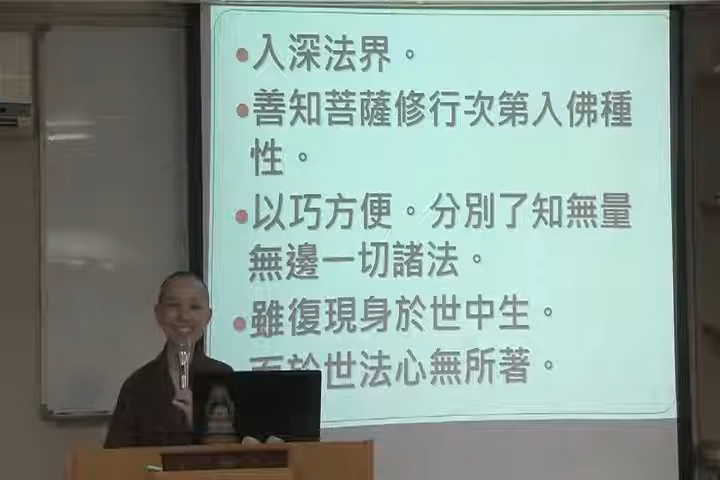 •入深法界。
•善知菩薩修行次第入佛種
性。
•以巧方便。分別了知無量
無邊一切諸法。
•雖復現身於世中生。
而於世法心無所著。